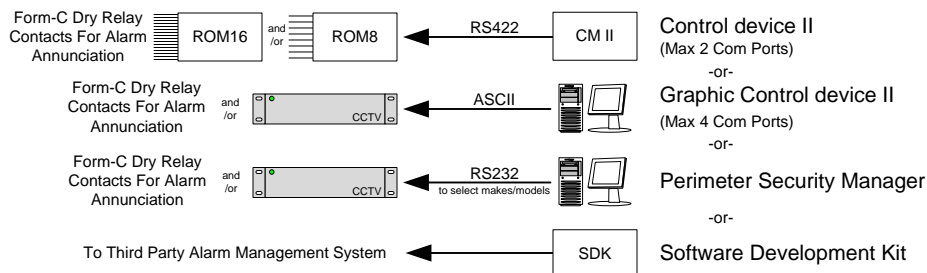 Form-C Dry Relay
Contacts For Alarm
Annunciation
ROM16
and
/or
ROM8
RS422
CM II
Control device II
(Max 2 Com Ports)
-or-
Form-C Dry Relay
Contacts For Alarm
Annunciation
and
/or
CCTV
ASCII
Graphic Control device II
(Max 4 Com Ports)
-or-
Form-C Dry Relay
Contacts For Alarm
Annunciation
and
/or
CCTV
RS232
to select makes/models
Perimeter Security Manager
-or-
To Third Party Alarm Management System
SDK
Software Development Kit